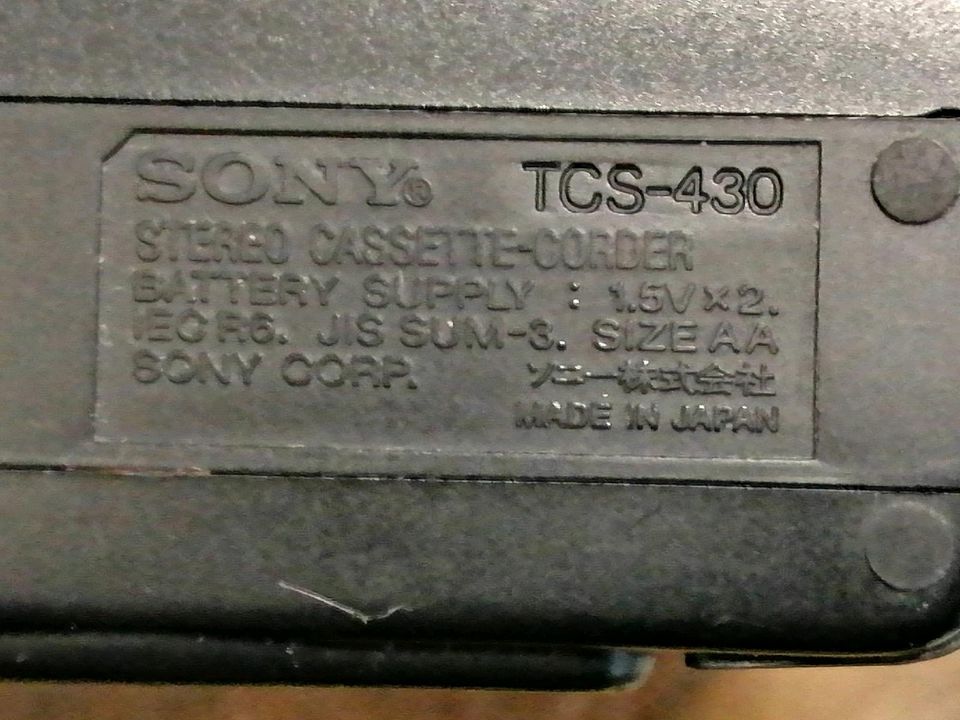 SONY® TCS-430
STEREO CASSETTE-CORDER
BATTERY SUPPLY : 1.5V×2.
IEC R6. JIS SUM-3. SIZE AA
SONY CORP. ソニー株式会社
MADE IN JAPAN